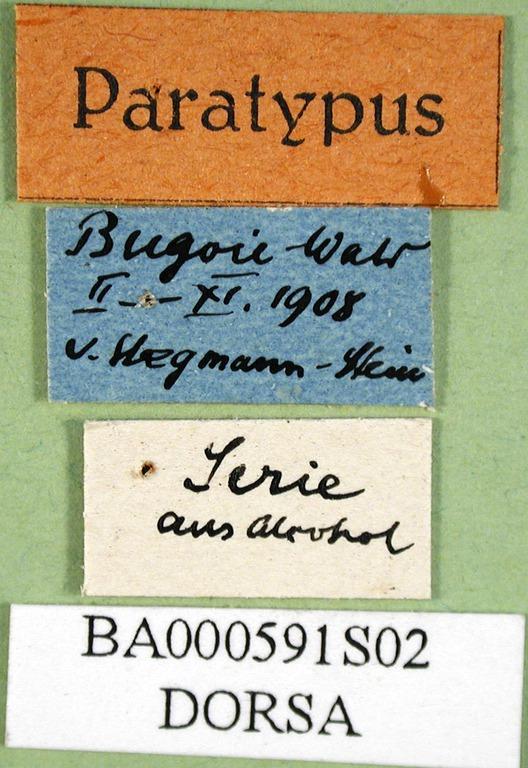 Paratypus
Bugoie-Wald
II - XI. 1908
v. Stegmann-Stein
Serie
aus Alcohol
BA000591S02
DORSA